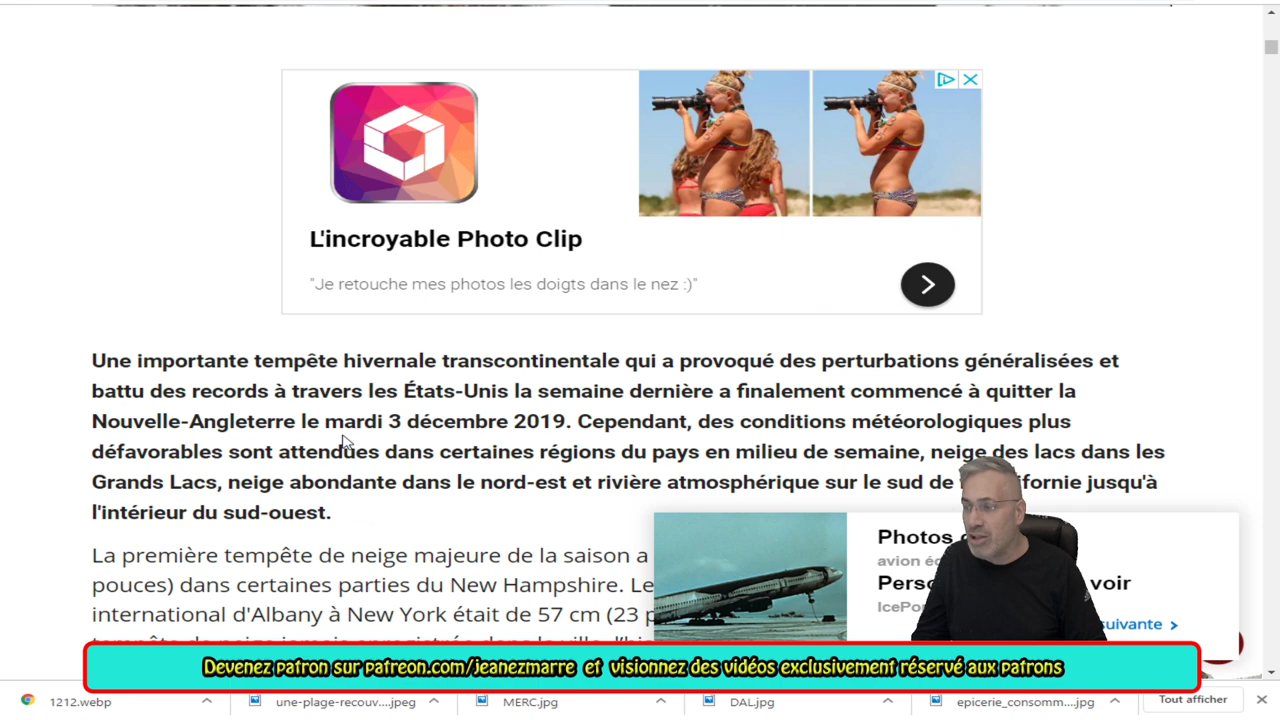 L'incroyable Photo Clip
"Je retouche mes photos les doigts dans le nez :)"
Une importante tempête hivernale transcontinentale qui a provoqué des perturbations généralisées et
battu des records à travers les États-Unis la semaine dernière a finalement commencé à quitter la
Nouvelle-Angleterre le mardi 3 décembre 2019. Cependant, des conditions météorologiques plus
défavorables sont attendues dans certaines régions du pays en milieu de semaine, neige des lacs dans les
Grands Lacs, neige abondante dans le nord-est et rivière atmosphérique sur le sud de jusqu'à
l'intérieur du sud-ouest.
La première tempête de neige majeure de la saison a
pouces) dans certaines parties du New Hampshire. Le
international d'Albany à New York était de 57 cm (23
Photos
avion
voir
suivante >
Devenez patron sur patreon.com/jeanezmarre et visionnez des vidéos exclusivement réservé aux patrons
1212.webp
une-plage-recouv....jpeg
MERC.jpg
DAL.jpg
epicerie_consomm....jpg
Tout afficher